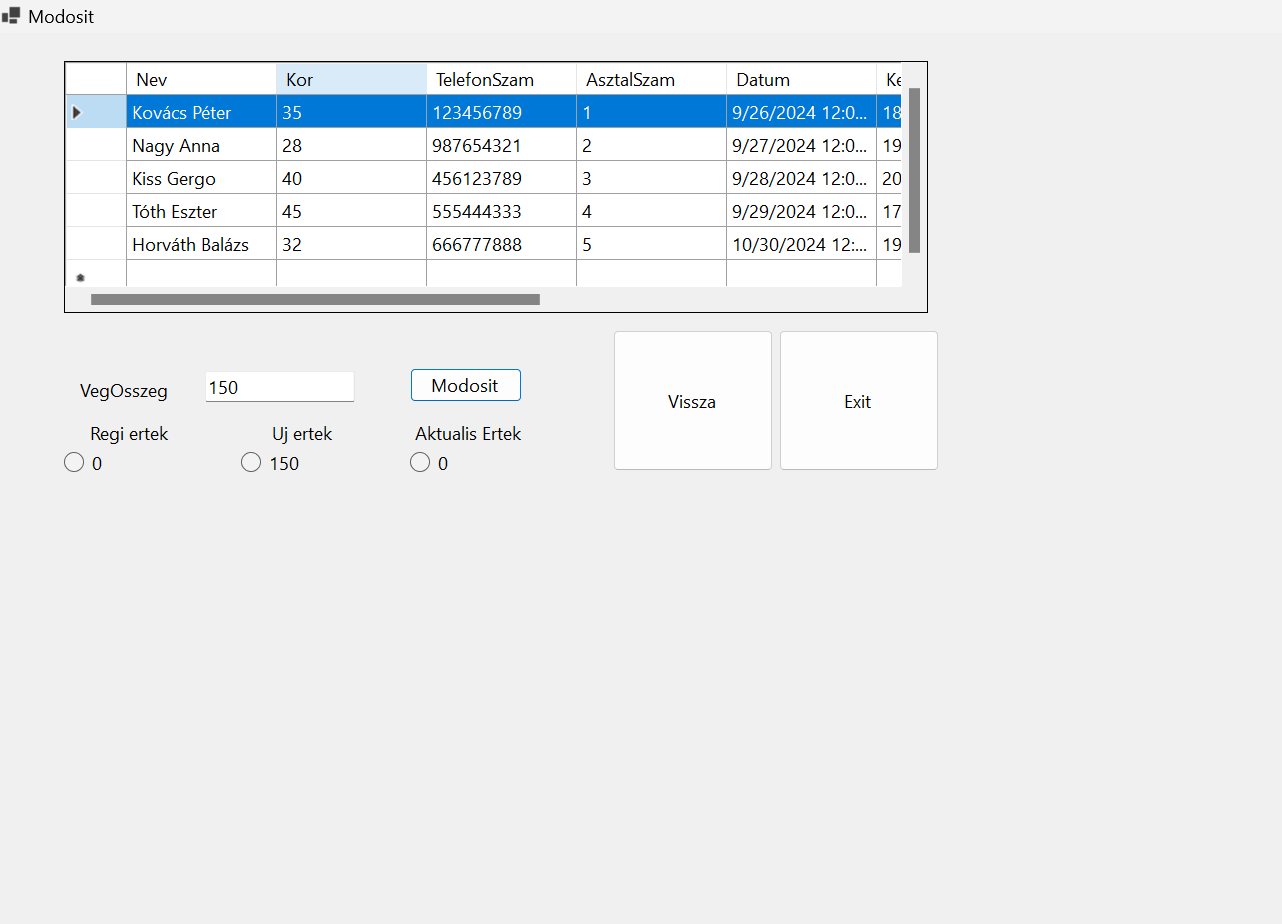 Modosit
Nev Kor TelefonSzam AsztalSzam Datum Ke
Kovács Péter 35 123456789 1 9/26/2024 12:0... 18
Nagy Anna 28 987654321 2 9/27/2024 12:0... 19
Kiss Gergo 40 456123789 3 9/28/2024 12:0... 20
Tóth Eszter 45 555444333 4 9/29/2024 12:0... 17
Horváth Balázs 32 666777888 5 10/30/2024 12:... 19
VegOsszeg 150 Modosit Vissza Exit
Regi ertek Uj ertek Aktualis Ertek
0 150 0